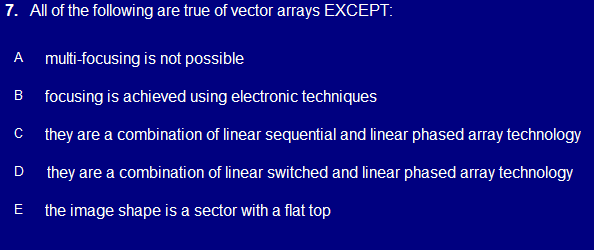 7. All of the following are true of vector arrays EXCEPT:
A multi-focusing is not possible
B focusing is achieved using electronic techniques
C they are a combination of linear sequential and linear phased array technology
D they are a combination of linear switched and linear phased array technology
E the image shape is a sector with a flat top